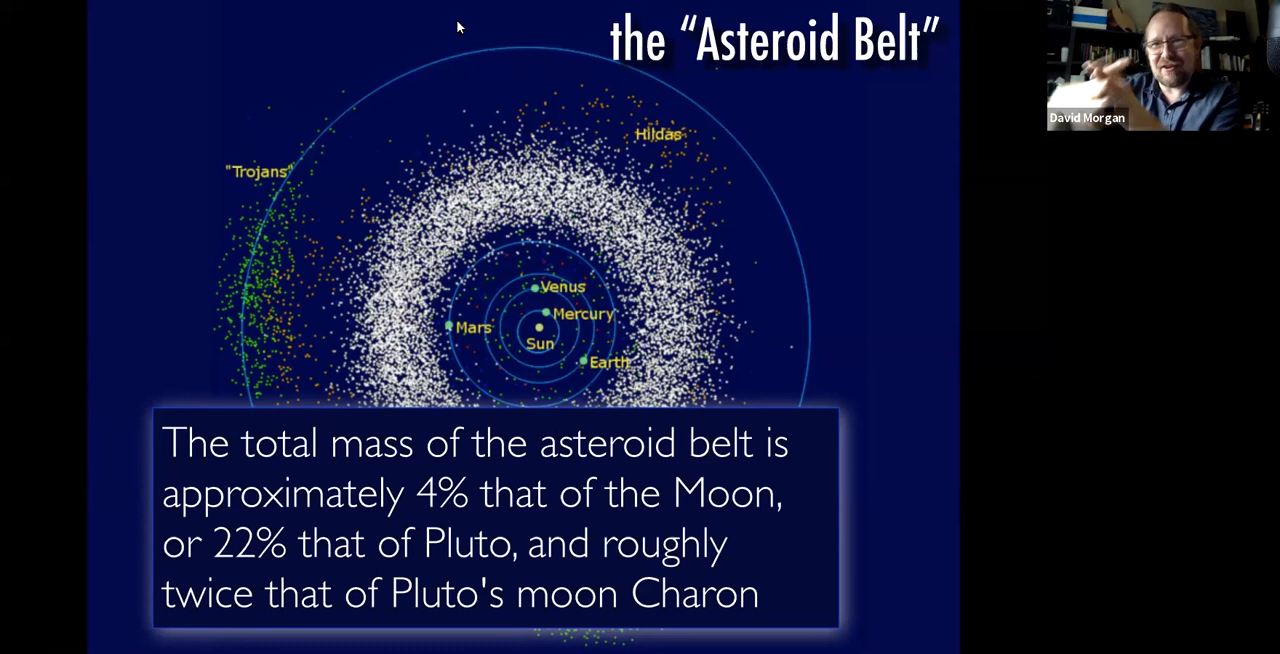 the “Asteroid Belt”
David Morgan
Hildas
"Trojans"
Venus
Mercury
Mars
Sun
Earth
The total mass of the asteroid belt is
approximately 4% that of the Moon,
or 22% that of Pluto, and roughly
twice that of Pluto's moon Charon